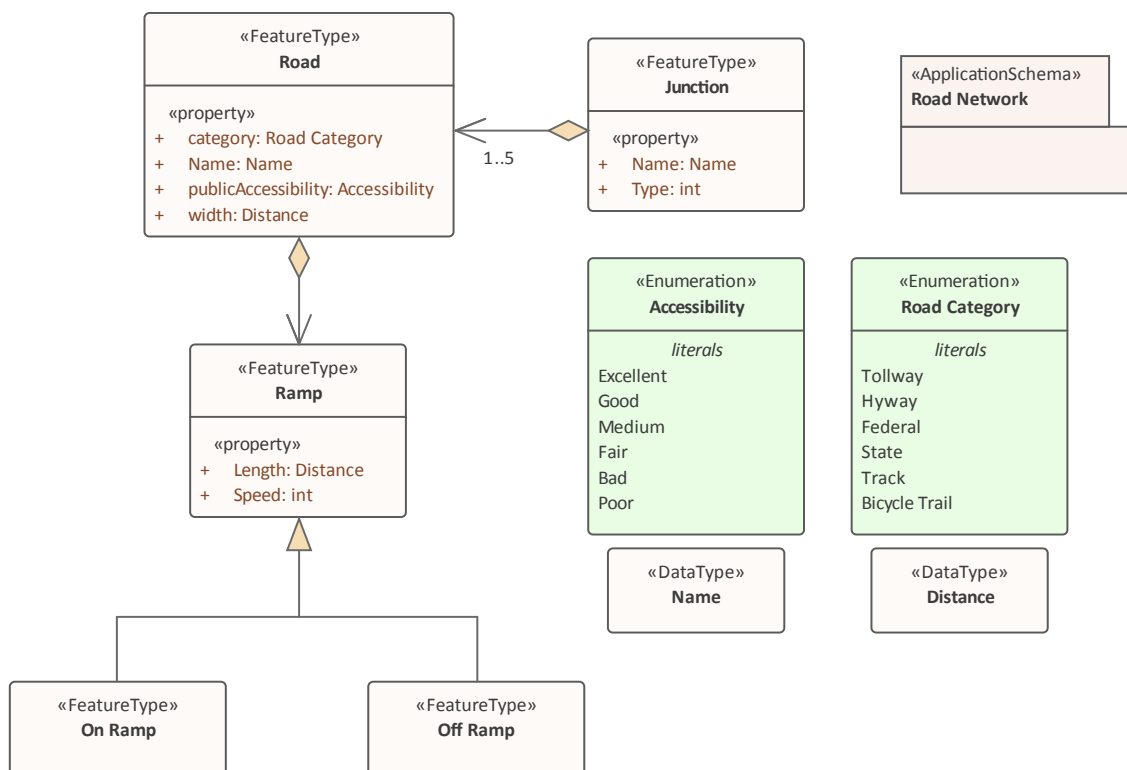 «FeatureType»
Road
«property»
+ category: Road Category
+ Name: Name
+ publicAccessibility: Accessibility
+ width: Distance
1..5
«FeatureType»
Junction
«property»
+ Name: Name
+ Type: int
«ApplicationSchema»
Road Network
«FeatureType»
Ramp
«property»
+ Length: Distance
+ Speed: int
«Enumeration»
Accessibility
literals
Excellent
Good
Medium
Fair
Bad
Poor
«Enumeration»
Road Category
literals
Tollway
Hyway
Federal
State
Track
Bicycle Trail
«DataType»
Name
«DataType»
Distance
«FeatureType»
On Ramp
«FeatureType»
Off Ramp